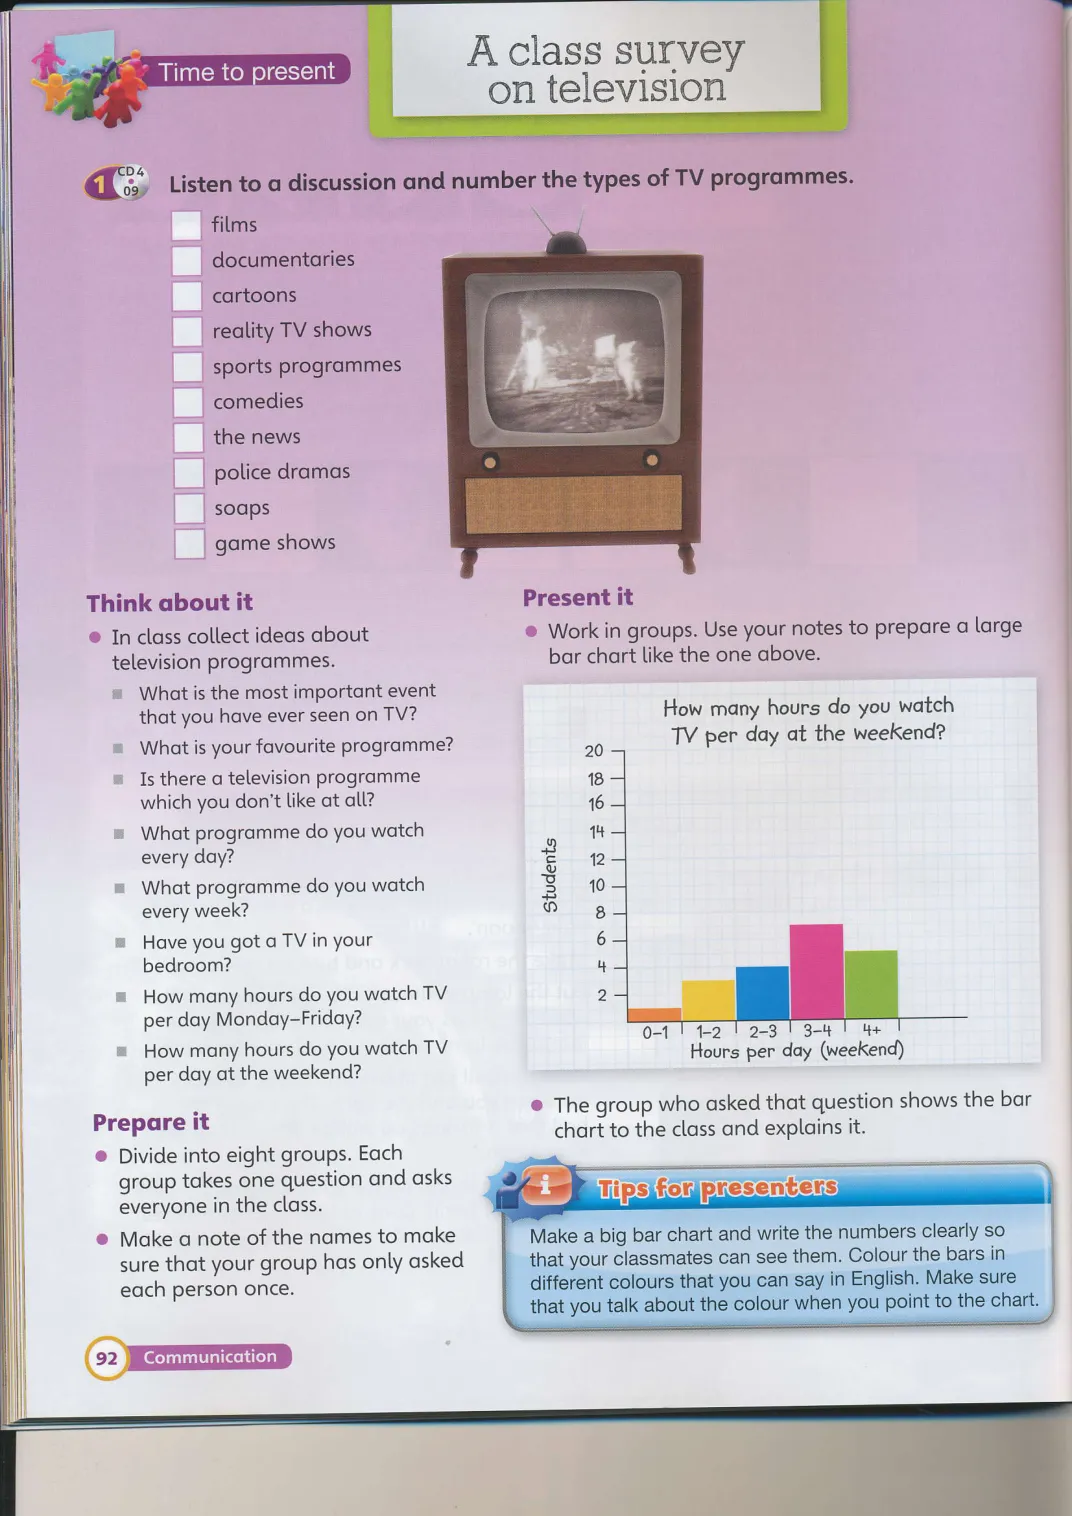 Time to present
A class survey
on television
1 CD4
09
Listen to a discussion and number the types of TV programmes.
films
documentaries
cartoons
reality TV shows
sports programmes
comedies
the news
police dramas
soaps
game shows
Think about it
In class collect ideas about
television programmes.
What is the most important event
that you have ever seen on TV?
What is your favourite programme?
Is there a television programme
which you don't like at all?
What programme do you watch
every day?
What programme do you watch
every week?
Have you got a TV in your
bedroom?
How many hours do you watch TV
per day Monday–Friday?
How many hours do you watch TV
per day at the weekend?
Prepare it
Divide into eight groups. Each
group takes one question and asks
everyone in the class.
Make a note of the names to make
sure that your group has only asked
each person once.
Present it
Work in groups. Use your notes to prepare a large
bar chart like the one above.
How many hours do you watch
TV per day at the weekend?
Students
20
18
16
14
12
10
8
6
4
2
0–1 1–2 2–3 3–4 4+
Hours per day (weekend)
The group who asked that question shows the bar
chart to the class and explains it.
i Tips for presenters
Make a big bar chart and write the numbers clearly so
that your classmates can see them. Colour the bars in
different colours that you can say in English. Make sure
that you talk about the colour when you point to the chart.
92 Communication